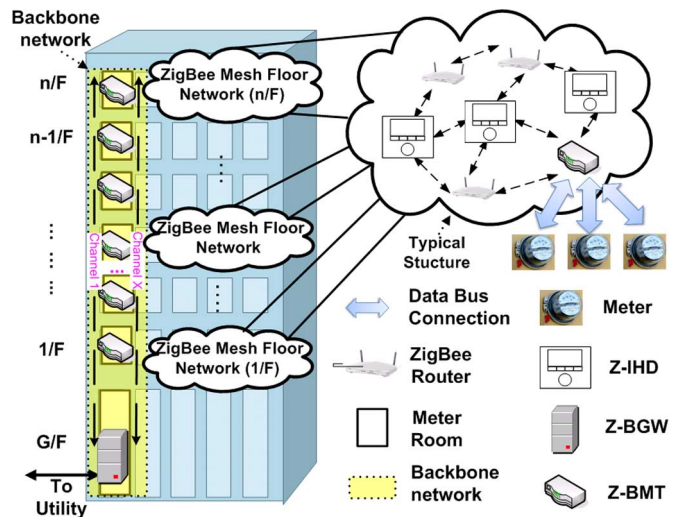 Backbone
network
n/F
n-1/F
1/F
G/F
To
Utility
Channel 1
Channel X
ZigBee Mesh Floor
Network (n/F)
ZigBee Mesh Floor
Network
ZigBee Mesh Floor
Network (1/F)
Typical
Stucture
Data Bus
Connection
Meter
ZigBee
Router
Z-IHD
Meter
Room
Z-BGW
Backbone
network
Z-BMT